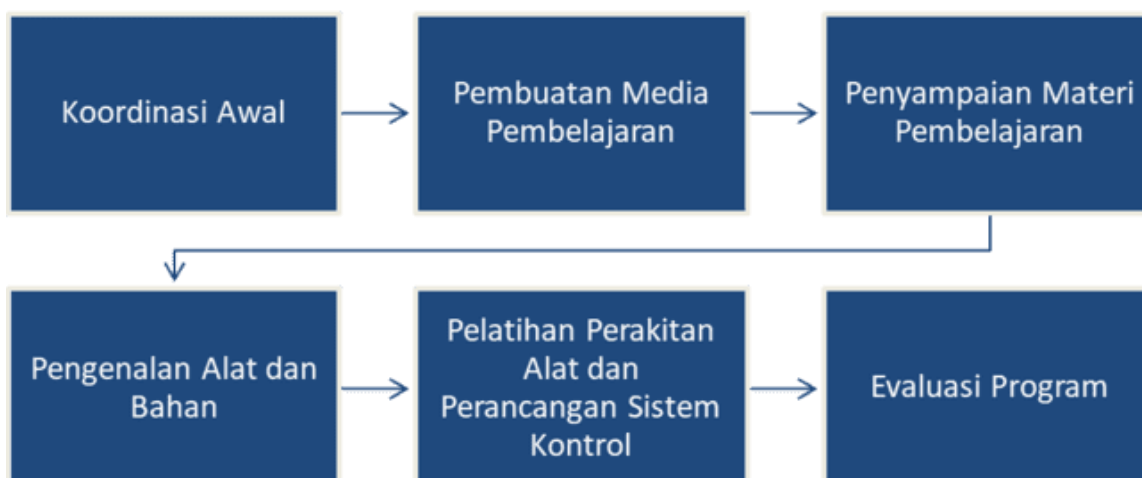 Koordinasi Awal
Pembuatan Media
Pembelajaran
Penyampaian Materi
Pembelajaran
Pengenalan Alat dan
Bahan
Pelatihan Perakitan
Alat dan
Perancangan Sistem
Kontrol
Evaluasi Program